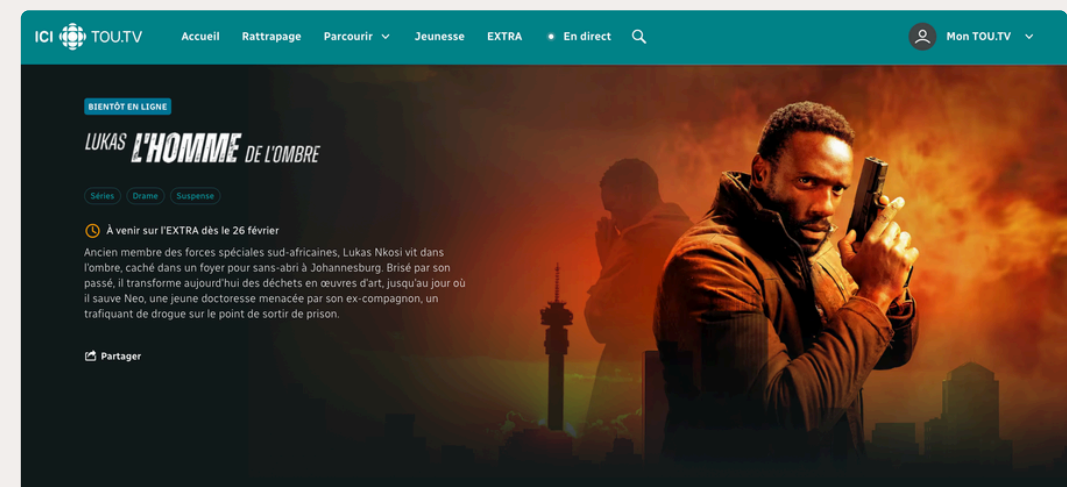 ICI TOU.TV Accueil Rattrapage Parcourir Jeunesse EXTRA En direct Mon TOU.TV
BIENTÔT EN LIGNE
LUKAS L'HOMME DE L'OMBRE
Séries Drame Suspense
À venir sur l'EXTRA dès le 26 février
Ancien membre des forces spéciales sud-africaines, Lukas Nkosi vit dans
l'ombre, caché dans un foyer pour sans-abri à Johannesburg. Brisé par son
passé, il transforme aujourd'hui des déchets en œuvres d'art, jusqu'au jour où
il sauve Neo, une jeune doctoresse menacée par son ex-compagnon, un
trafiquant de drogue sur le point de sortir de prison.
Partager